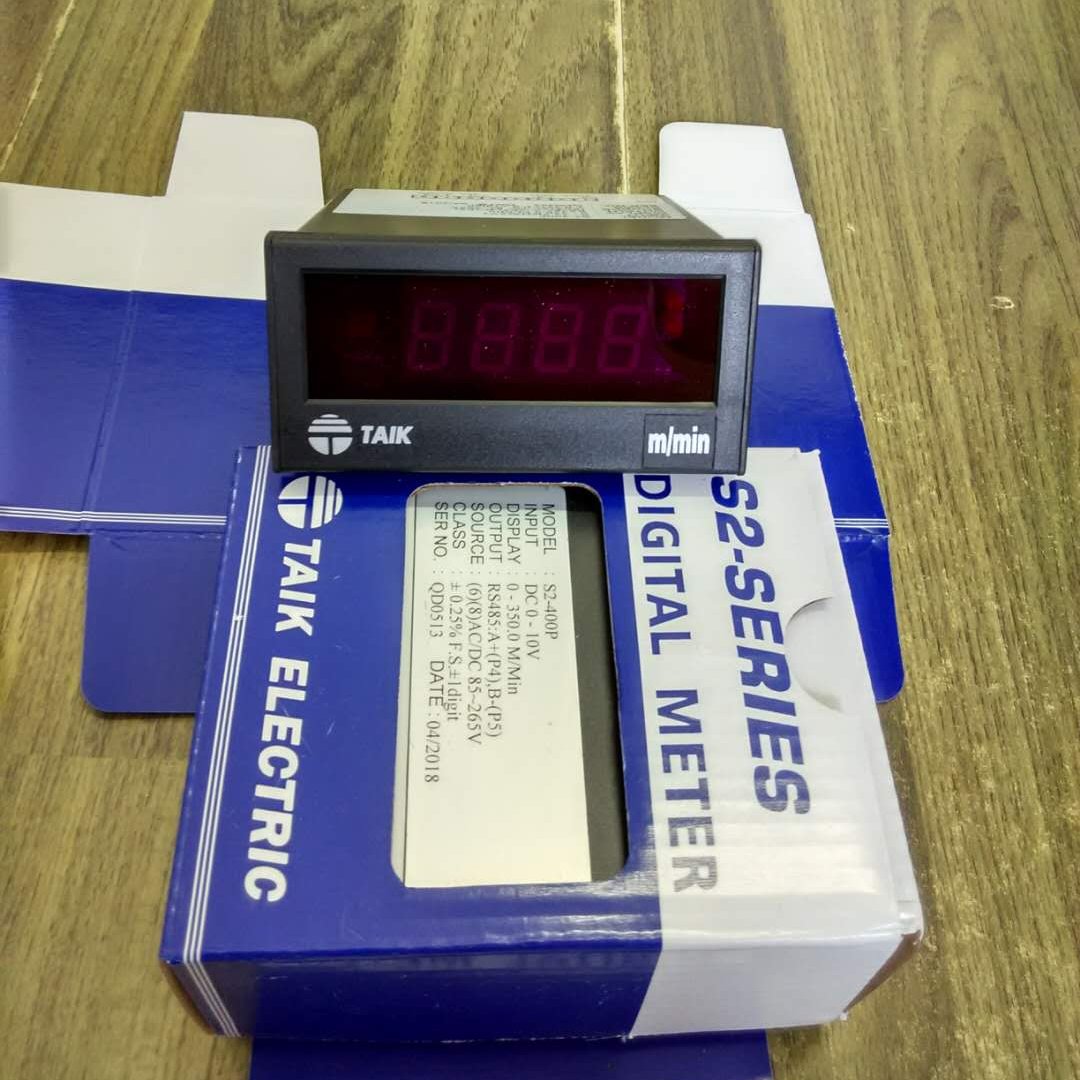 8888
TAIK
m/min
S2-SERIES
DIGITAL METER
MODEL : S2-400P
INPUT : DC 0 - 10V
DISPLAY : 0 - 350.0 M/Min
OUTPUT : RS485:A+(P4),B-(P5)
SOURCE : (6)(8)AC/DC 85~265V
CLASS : ± 0.25% F.S.±1digit
SER NO. : QD0513 DATE : 04/2018
TAIK ELECTRIC